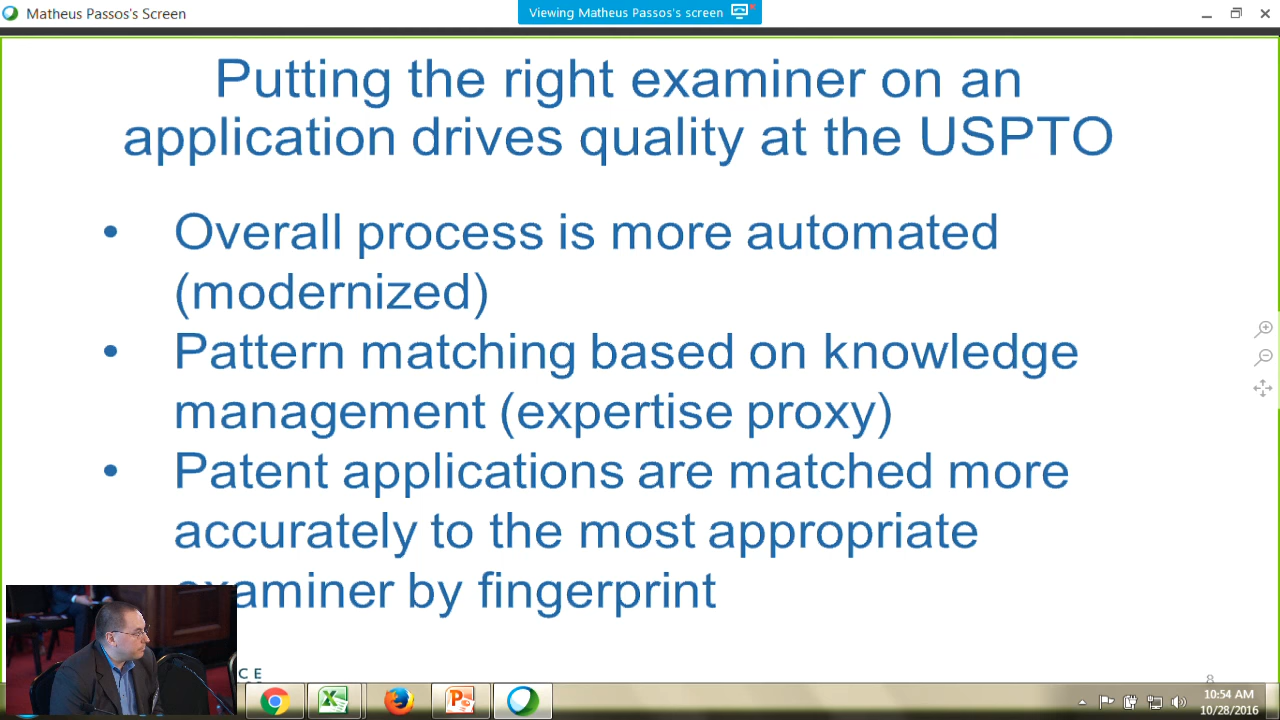 Matheus Passos's Screen
Viewing Matheus Passos's screen
Putting the right examiner on an
application drives quality at the USPTO
• Overall process is more automated
(modernized)
• Pattern matching based on knowledge
management (expertise proxy)
• Patent applications are matched more
accurately to the most appropriate
examiner by fingerprint
CE
8
10:54 AM
10/28/2016